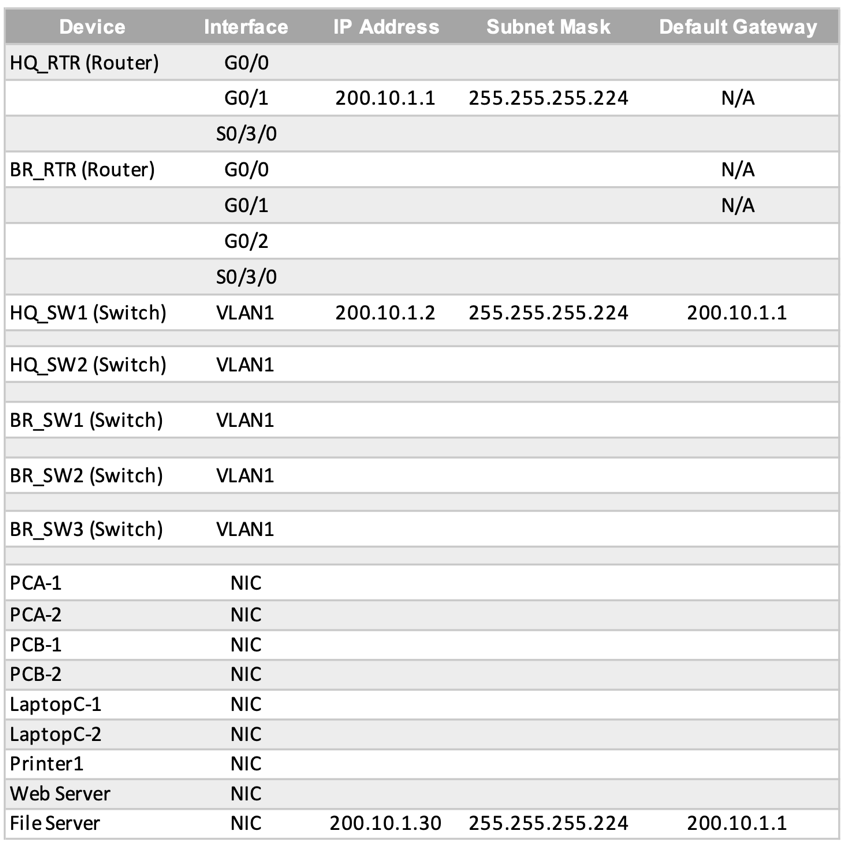 Device Interface IP Address Subnet Mask Default Gateway
HQ_RTR (Router) G0/0
G0/1 200.10.1.1 255.255.255.224 N/A
S0/3/0
BR_RTR (Router) G0/0 N/A
G0/1 N/A
G0/2
S0/3/0
HQ_SW1 (Switch) VLAN1 200.10.1.2 255.255.255.224 200.10.1.1
HQ_SW2 (Switch) VLAN1
BR_SW1 (Switch) VLAN1
BR_SW2 (Switch) VLAN1
BR_SW3 (Switch) VLAN1
PCA-1 NIC
PCA-2 NIC
PCB-1 NIC
PCB-2 NIC
LaptopC-1 NIC
LaptopC-2 NIC
Printer1 NIC
Web Server NIC
File Server NIC 200.10.1.30 255.255.255.224 200.10.1.1